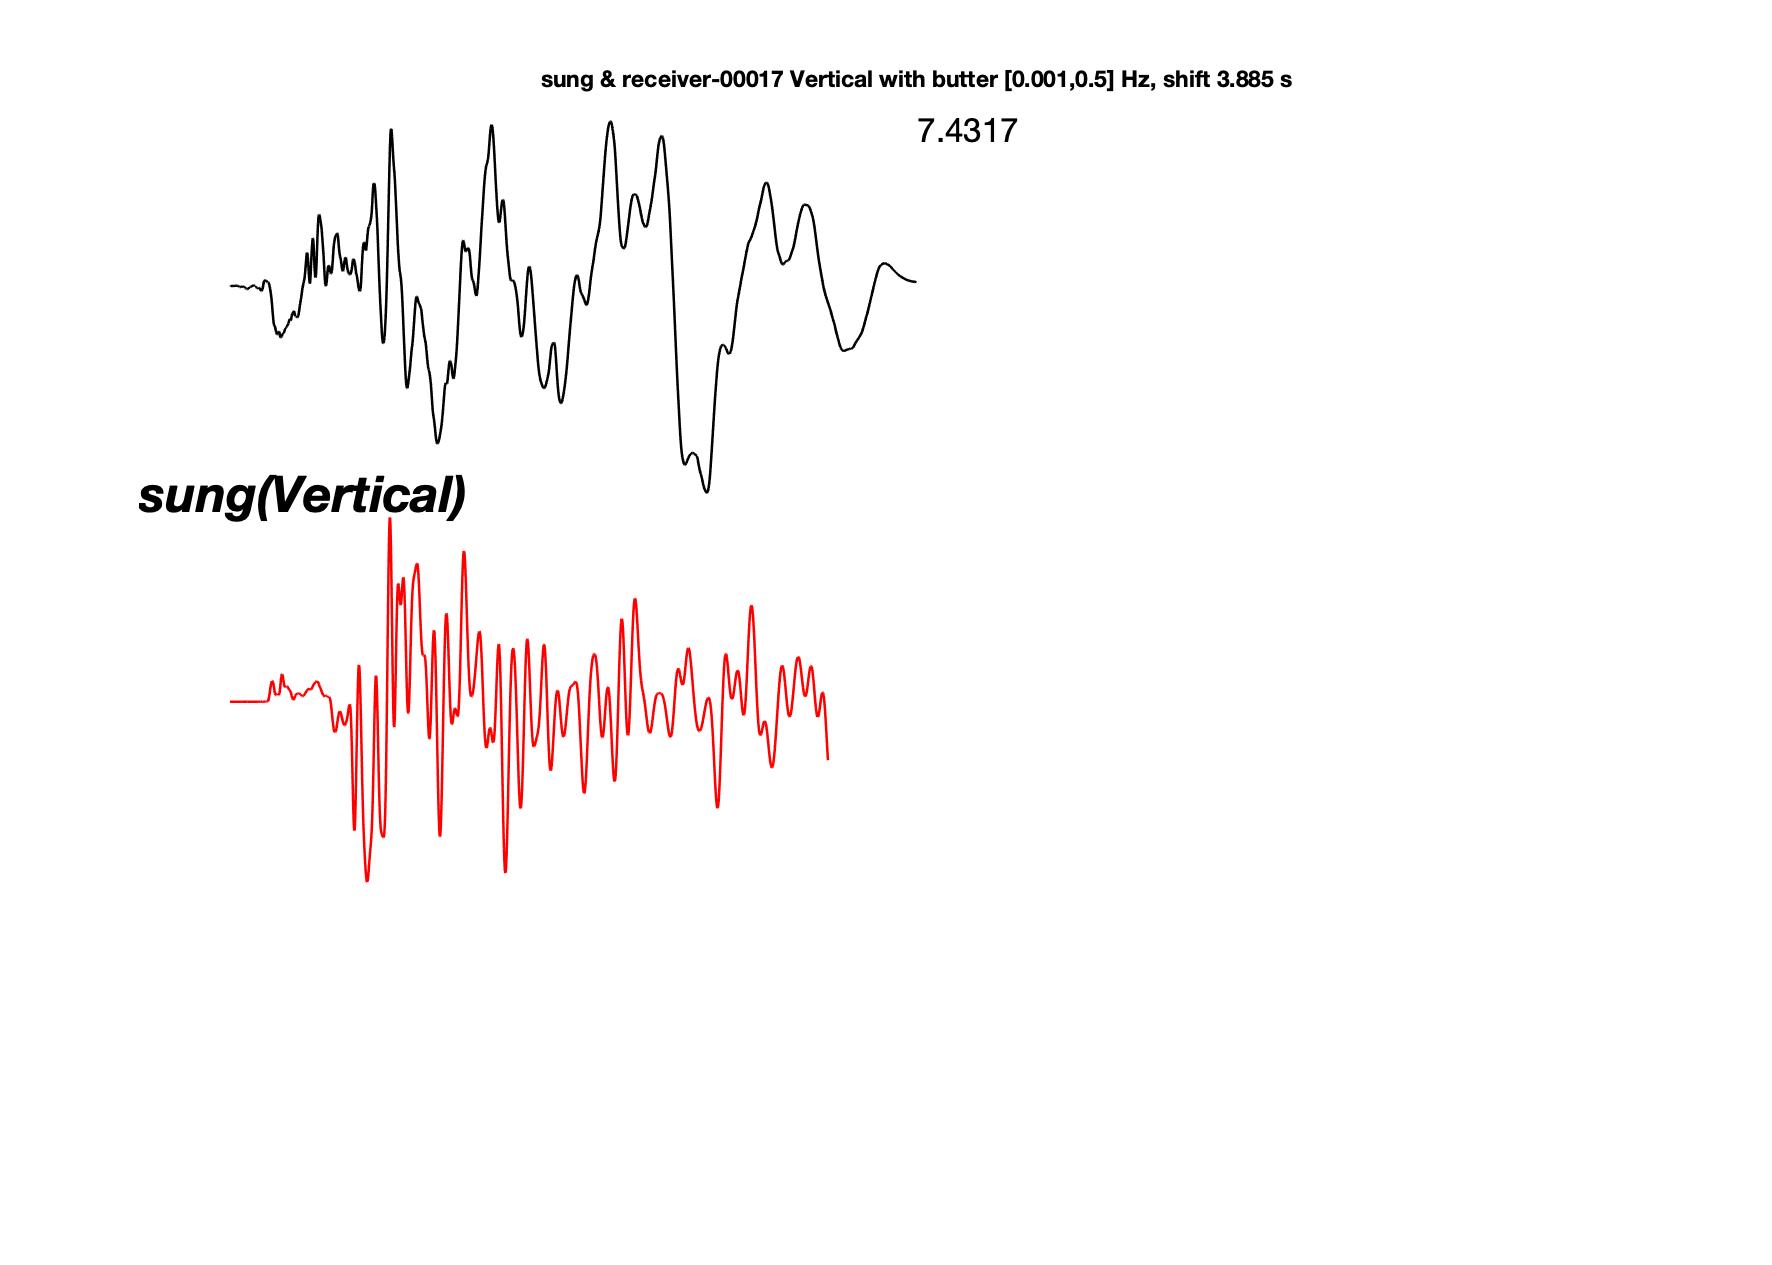 sung & receiver-00017 Vertical with butter [0.001,0.5] Hz, shift 3.885 s
7.4317
sung(Vertical)